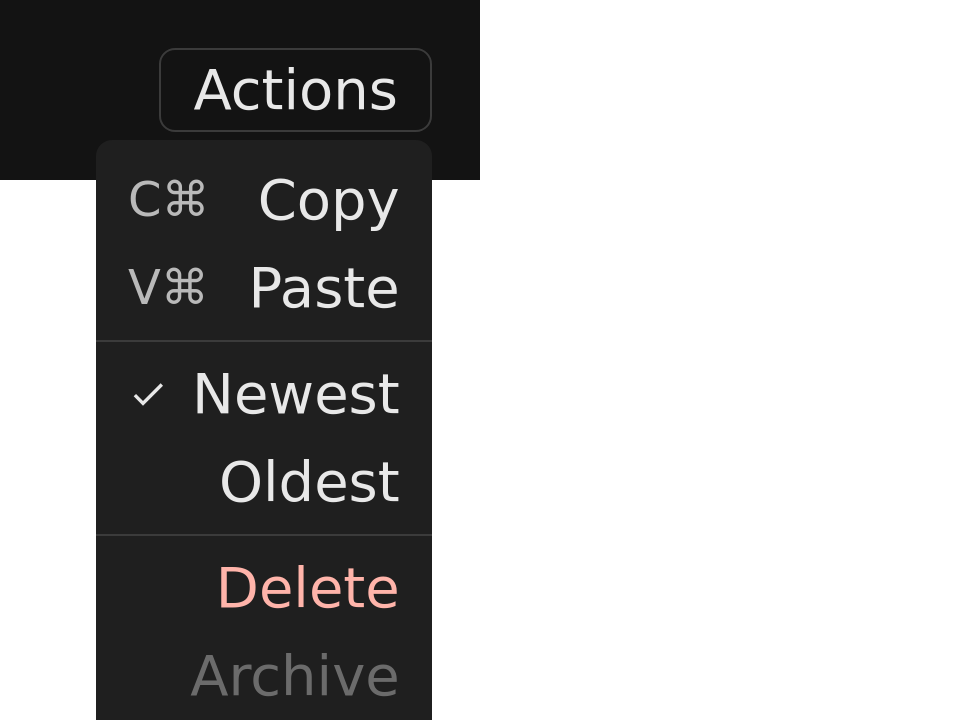 Actions
Copy C⌘
Paste V⌘
Newest
Oldest
Delete
Archive